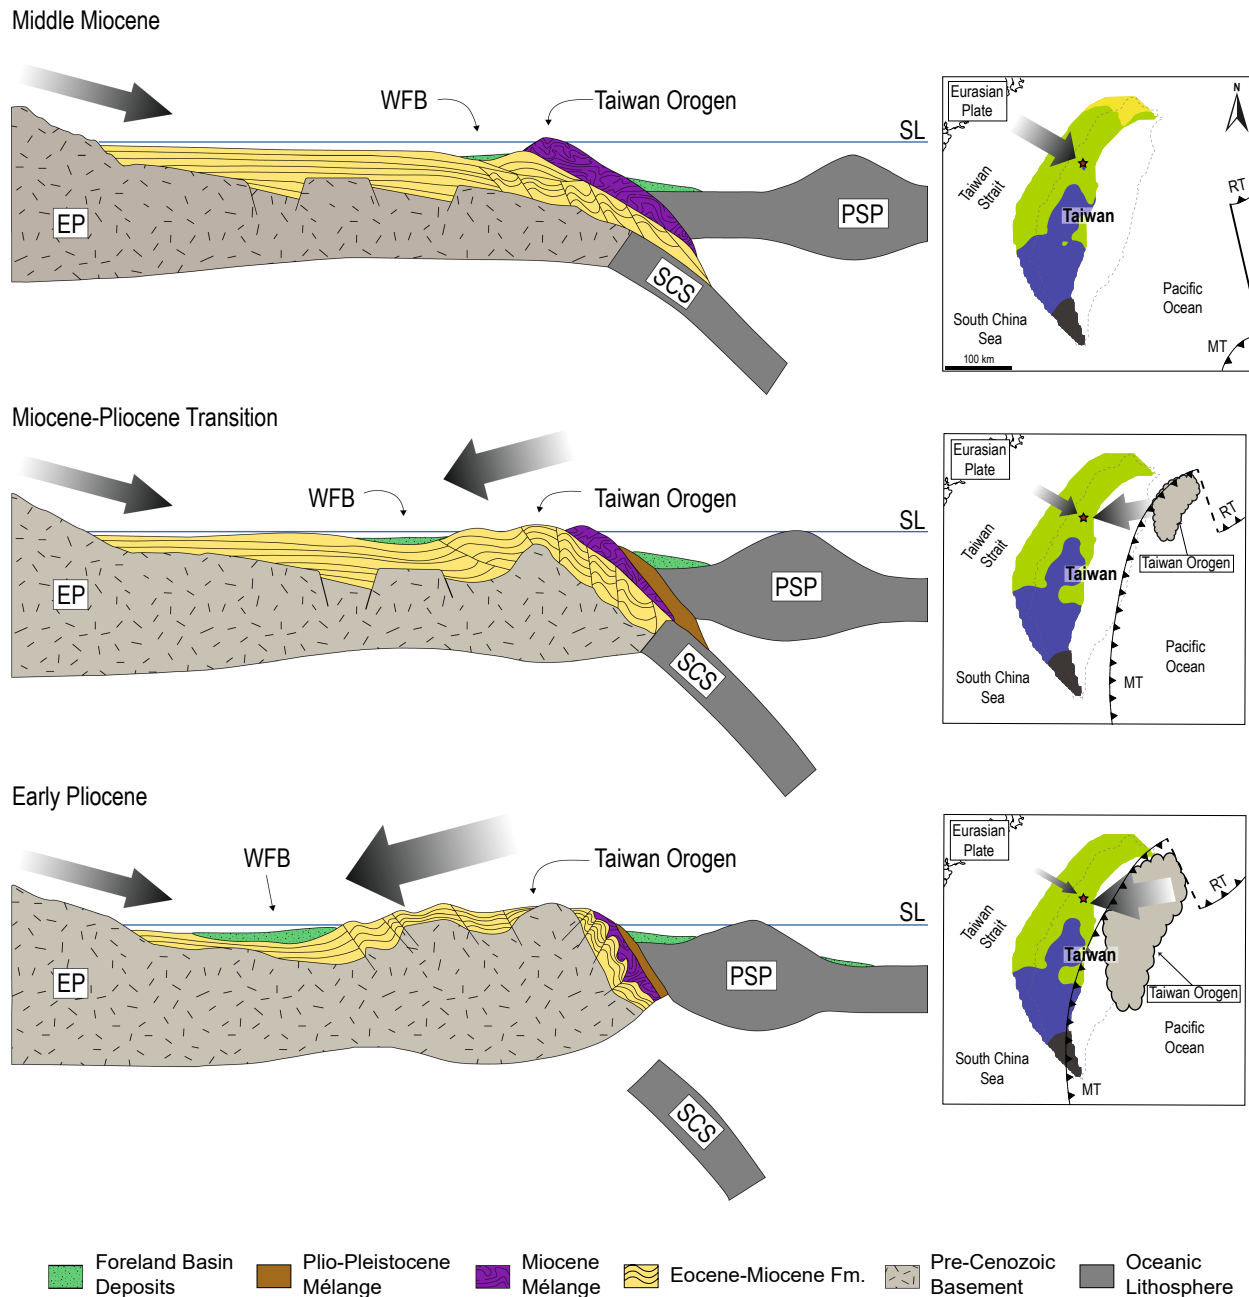 Middle Miocene
WFB
Taiwan Orogen
SL
EP
PSP
SCS
Eurasian
Plate
N
Taiwan
Strait
Taiwan
RT
Pacific
Ocean
South China
Sea
MT
100 km
Miocene-Pliocene Transition
WFB
Taiwan Orogen
SL
EP
PSP
SCS
Eurasian
Plate
RT
Taiwan
Strait
Taiwan Orogen
Taiwan
Pacific
Ocean
South China
Sea
MT
Early Pliocene
WFB
Taiwan Orogen
SL
EP
PSP
SCS
Eurasian
Plate
RT
Taiwan
Strait
Taiwan
Taiwan Orogen
Pacific
Ocean
South China
Sea
MT
Foreland Basin
Deposits
Plio-Pleistocene
Mélange
Miocene
Mélange
Eocene-Miocene Fm.
Pre-Cenozoic
Basement
Oceanic
Lithosphere